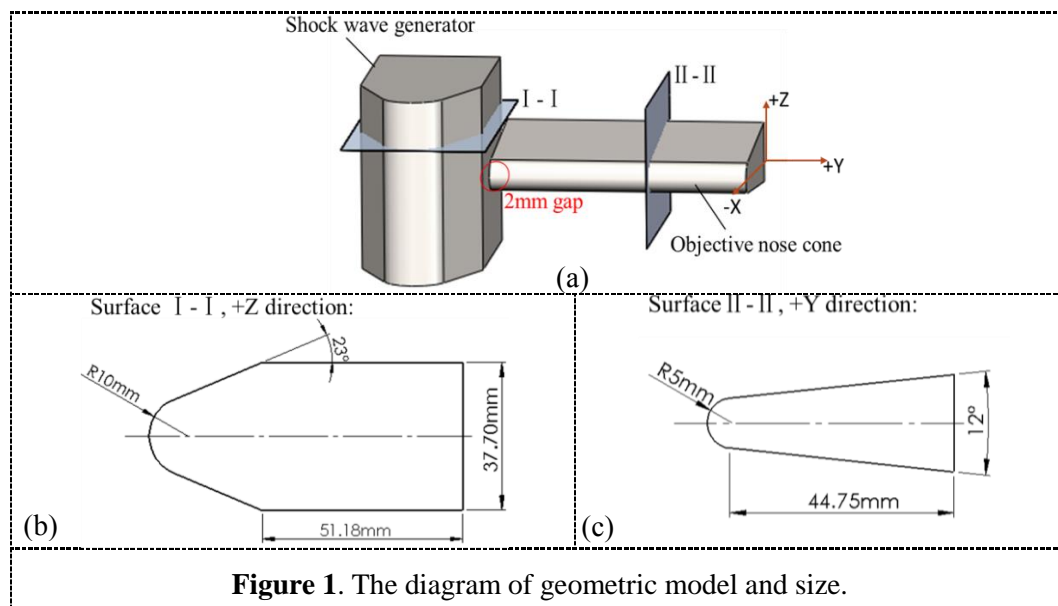 Shock wave generator
Ⅰ - Ⅰ
Ⅱ - Ⅱ
+Z
+Y
-X
2mm gap
Objective nose cone
(a)
Surface Ⅰ - Ⅰ , +Z direction:
23°
R10mm
37.70mm
51.18mm
(b)
Surface Ⅱ - Ⅱ , +Y direction:
R5mm
12°
44.75mm
(c)
Figure 1. The diagram of geometric model and size.